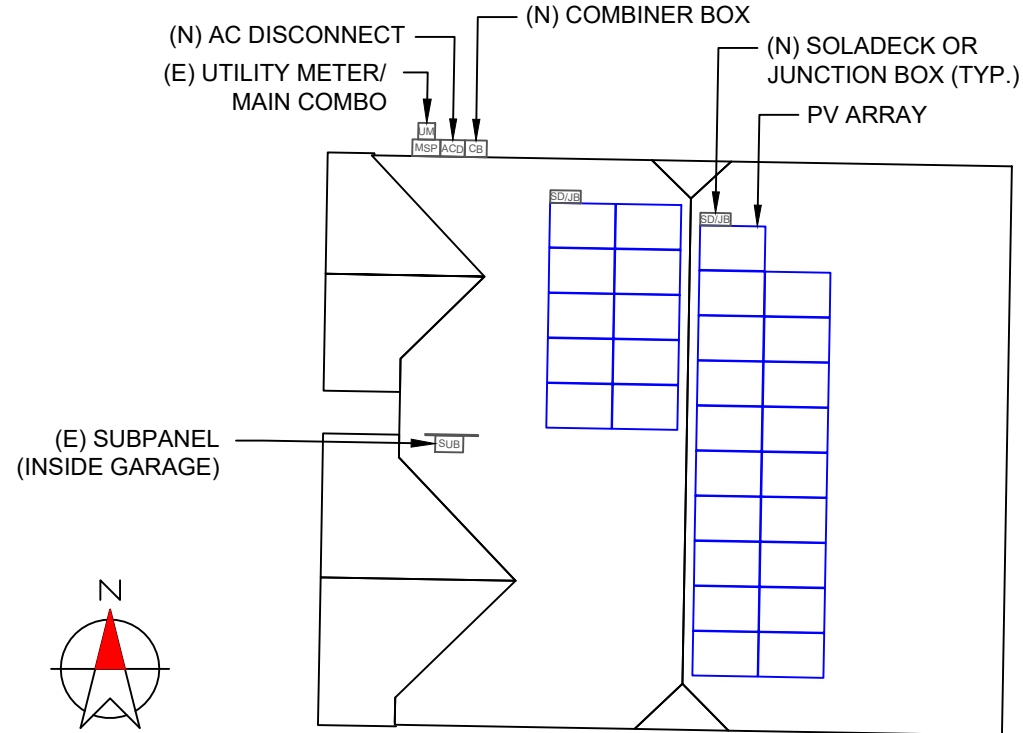 (N) COMBINER BOX
(N) AC DISCONNECT
(N) SOLADECK OR
JUNCTION BOX (TYP.)
(E) UTILITY METER/
MAIN COMBO
PV ARRAY
UM
MSP ACD CB
SD/JB
SD/JB
(E) SUBPANEL
(INSIDE GARAGE)
SUB
N